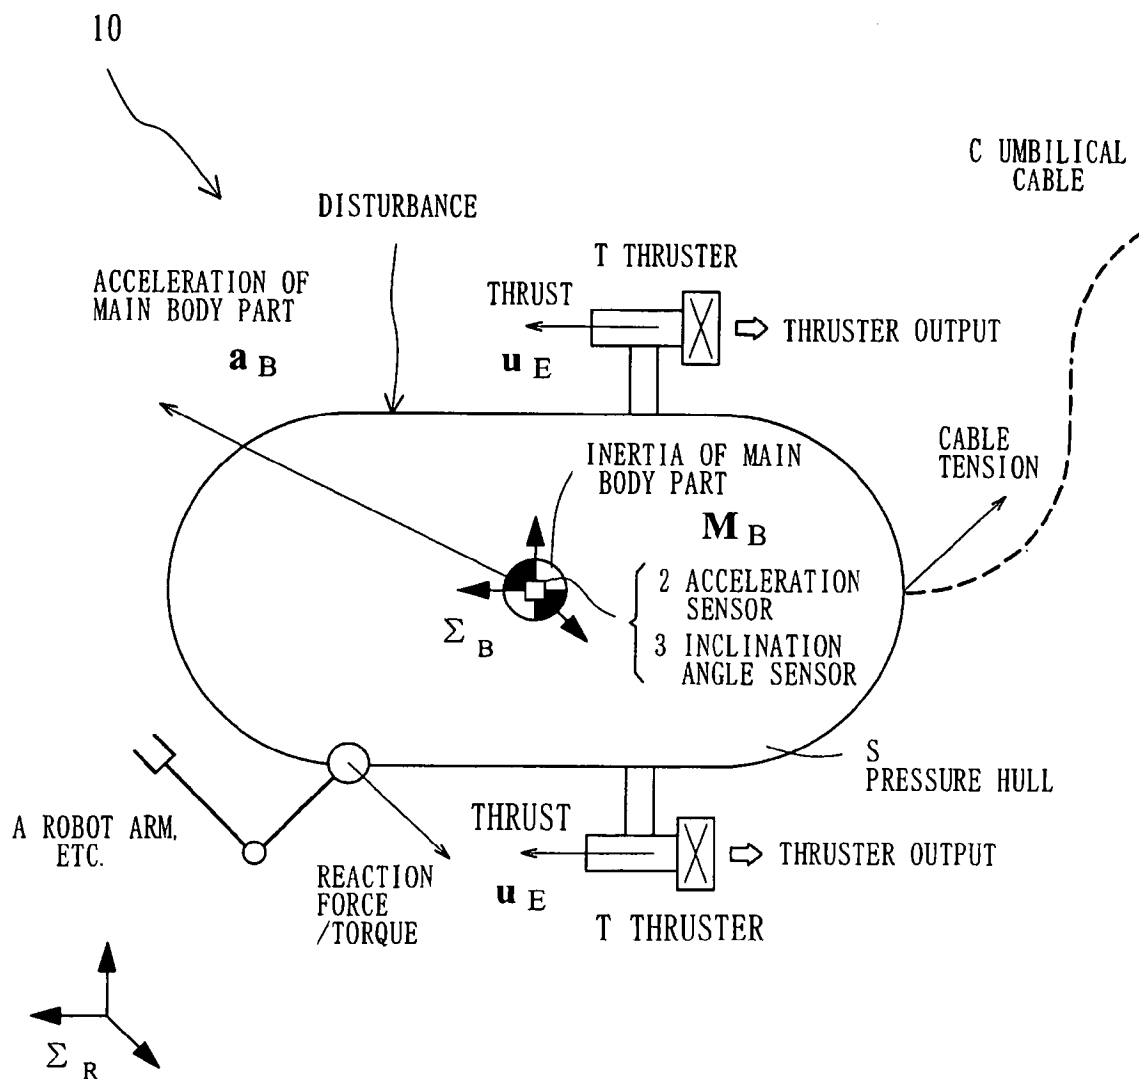 10
C UMBILICAL
CABLE
DISTURBANCE
T THRUSTER
ACCELERATION OF
MAIN BODY PART
THRUST
THRUSTER OUTPUT
a B
u E
CABLE
TENSION
INERTIA OF MAIN
BODY PART
M B
2 ACCELERATION
SENSOR
Σ B
3 INCLINATION
ANGLE SENSOR
S
PRESSURE HULL
A ROBOT ARM,
ETC.
THRUST
THRUSTER OUTPUT
REACTION
FORCE
/TORQUE
u E
T THRUSTER
Σ R